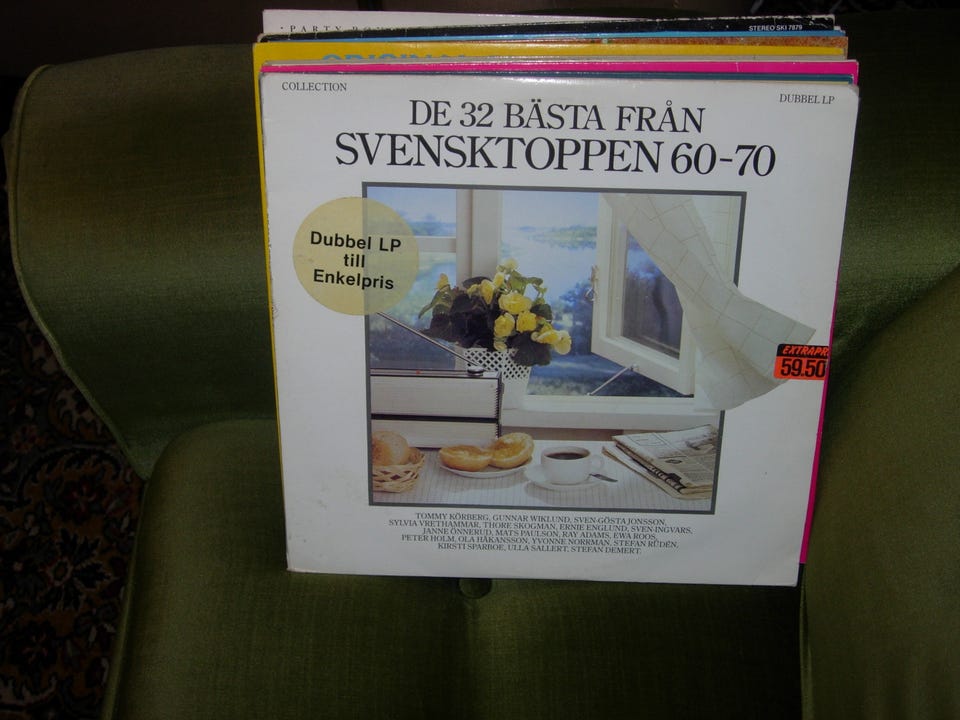 PARTY
STEREO SKI 7879
COLLECTION
DUBBEL LP
DE 32 BÄSTA FRÅN
SVENSKTOPPEN 60-70
Dubbel LP
till
Enkelpris
EXTRAPR
59.50
TOMMY KÖRBERG, GUNNAR WIKLUND, SVEN-GÖSTA JONSSON,
SYLVIA VRETHAMMAR, THORE SKOGMAN, ERNIE ENGLUND, SVEN-INGVARS,
JANNE ÖNNERUD, MATS PAULSON, RAY ADAMS, EWA ROOS,
PETER HOLM, OLA HÅKANSSON, YVONNE NORRMAN, STEFAN RÜDÉN,
KIRSTI SPARBOE, ULLA SALLERT, STEFAN DEMERT.